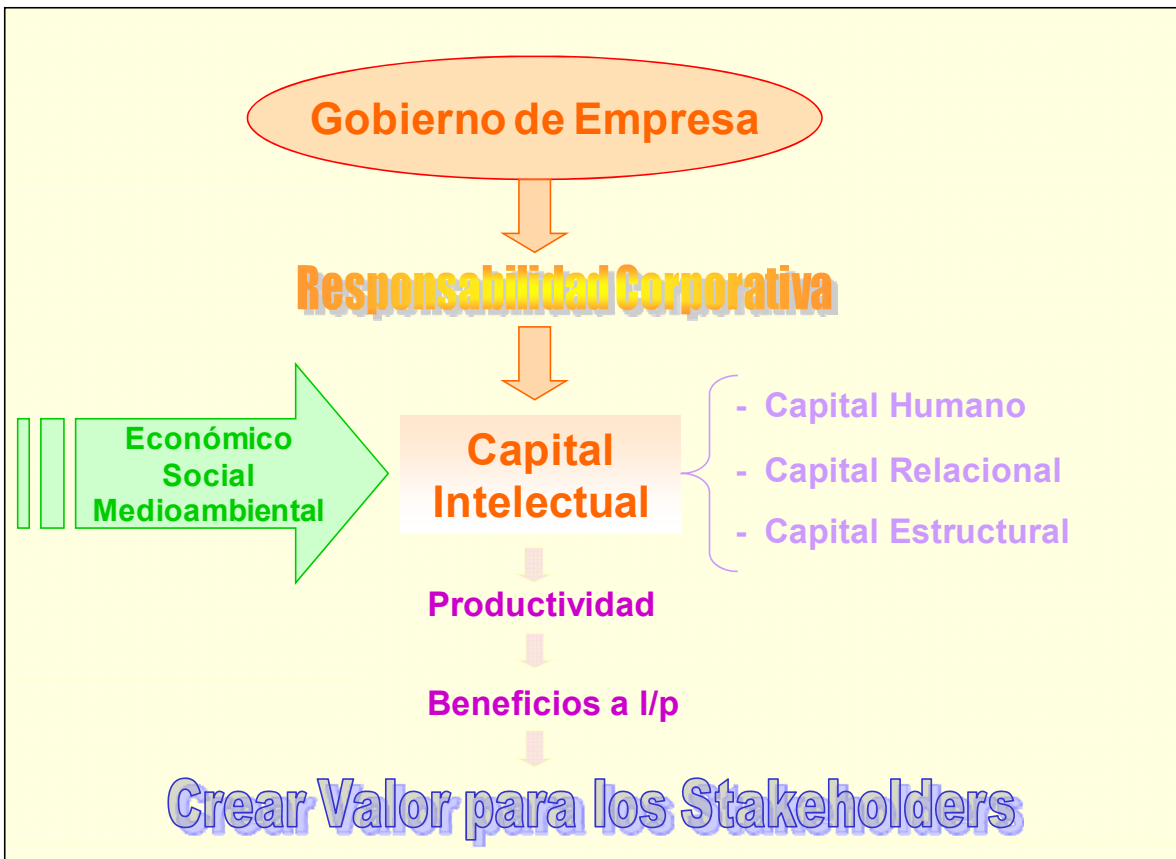 Gobierno de Empresa
Responsabilidad Corporativa
Económico
Social
Medioambiental
Capital
Intelectual
- Capital Humano
- Capital Relacional
- Capital Estructural
Productividad
Beneficios a l/p
Crear Valor para los Stakeholders